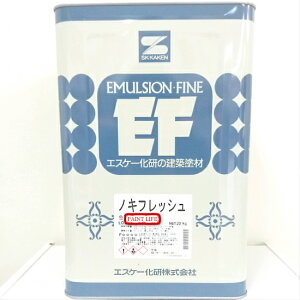 SK KAKEN
EMULSION·FINE
EF
エスケー化研の建築塗材
ノキフレッシュ
PAINT LIFE
エスケー化研株式会社